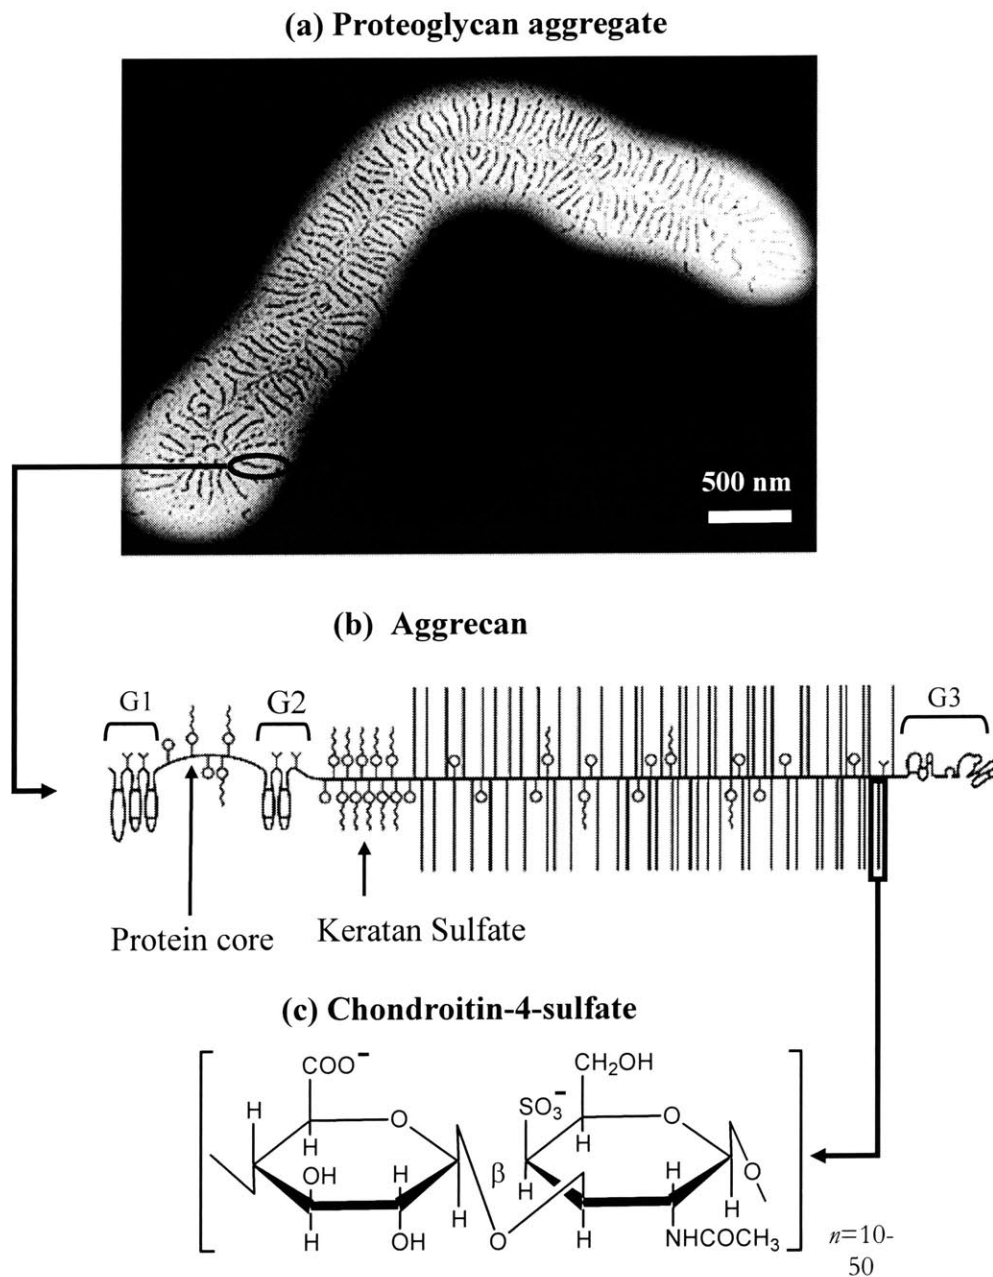 (a) Proteoglycan aggregate
500 nm
(b) Aggrecan
G1
G2
G3
Protein core
Keratan Sulfate
(c) Chondroitin-4-sulfate
COO⁻
CH₂OH
SO₃⁻
H
O
O
H
H
β
H
H
O
OH
H
H
H
H
OH
O
H
NHCOCH₃
n=10-
50